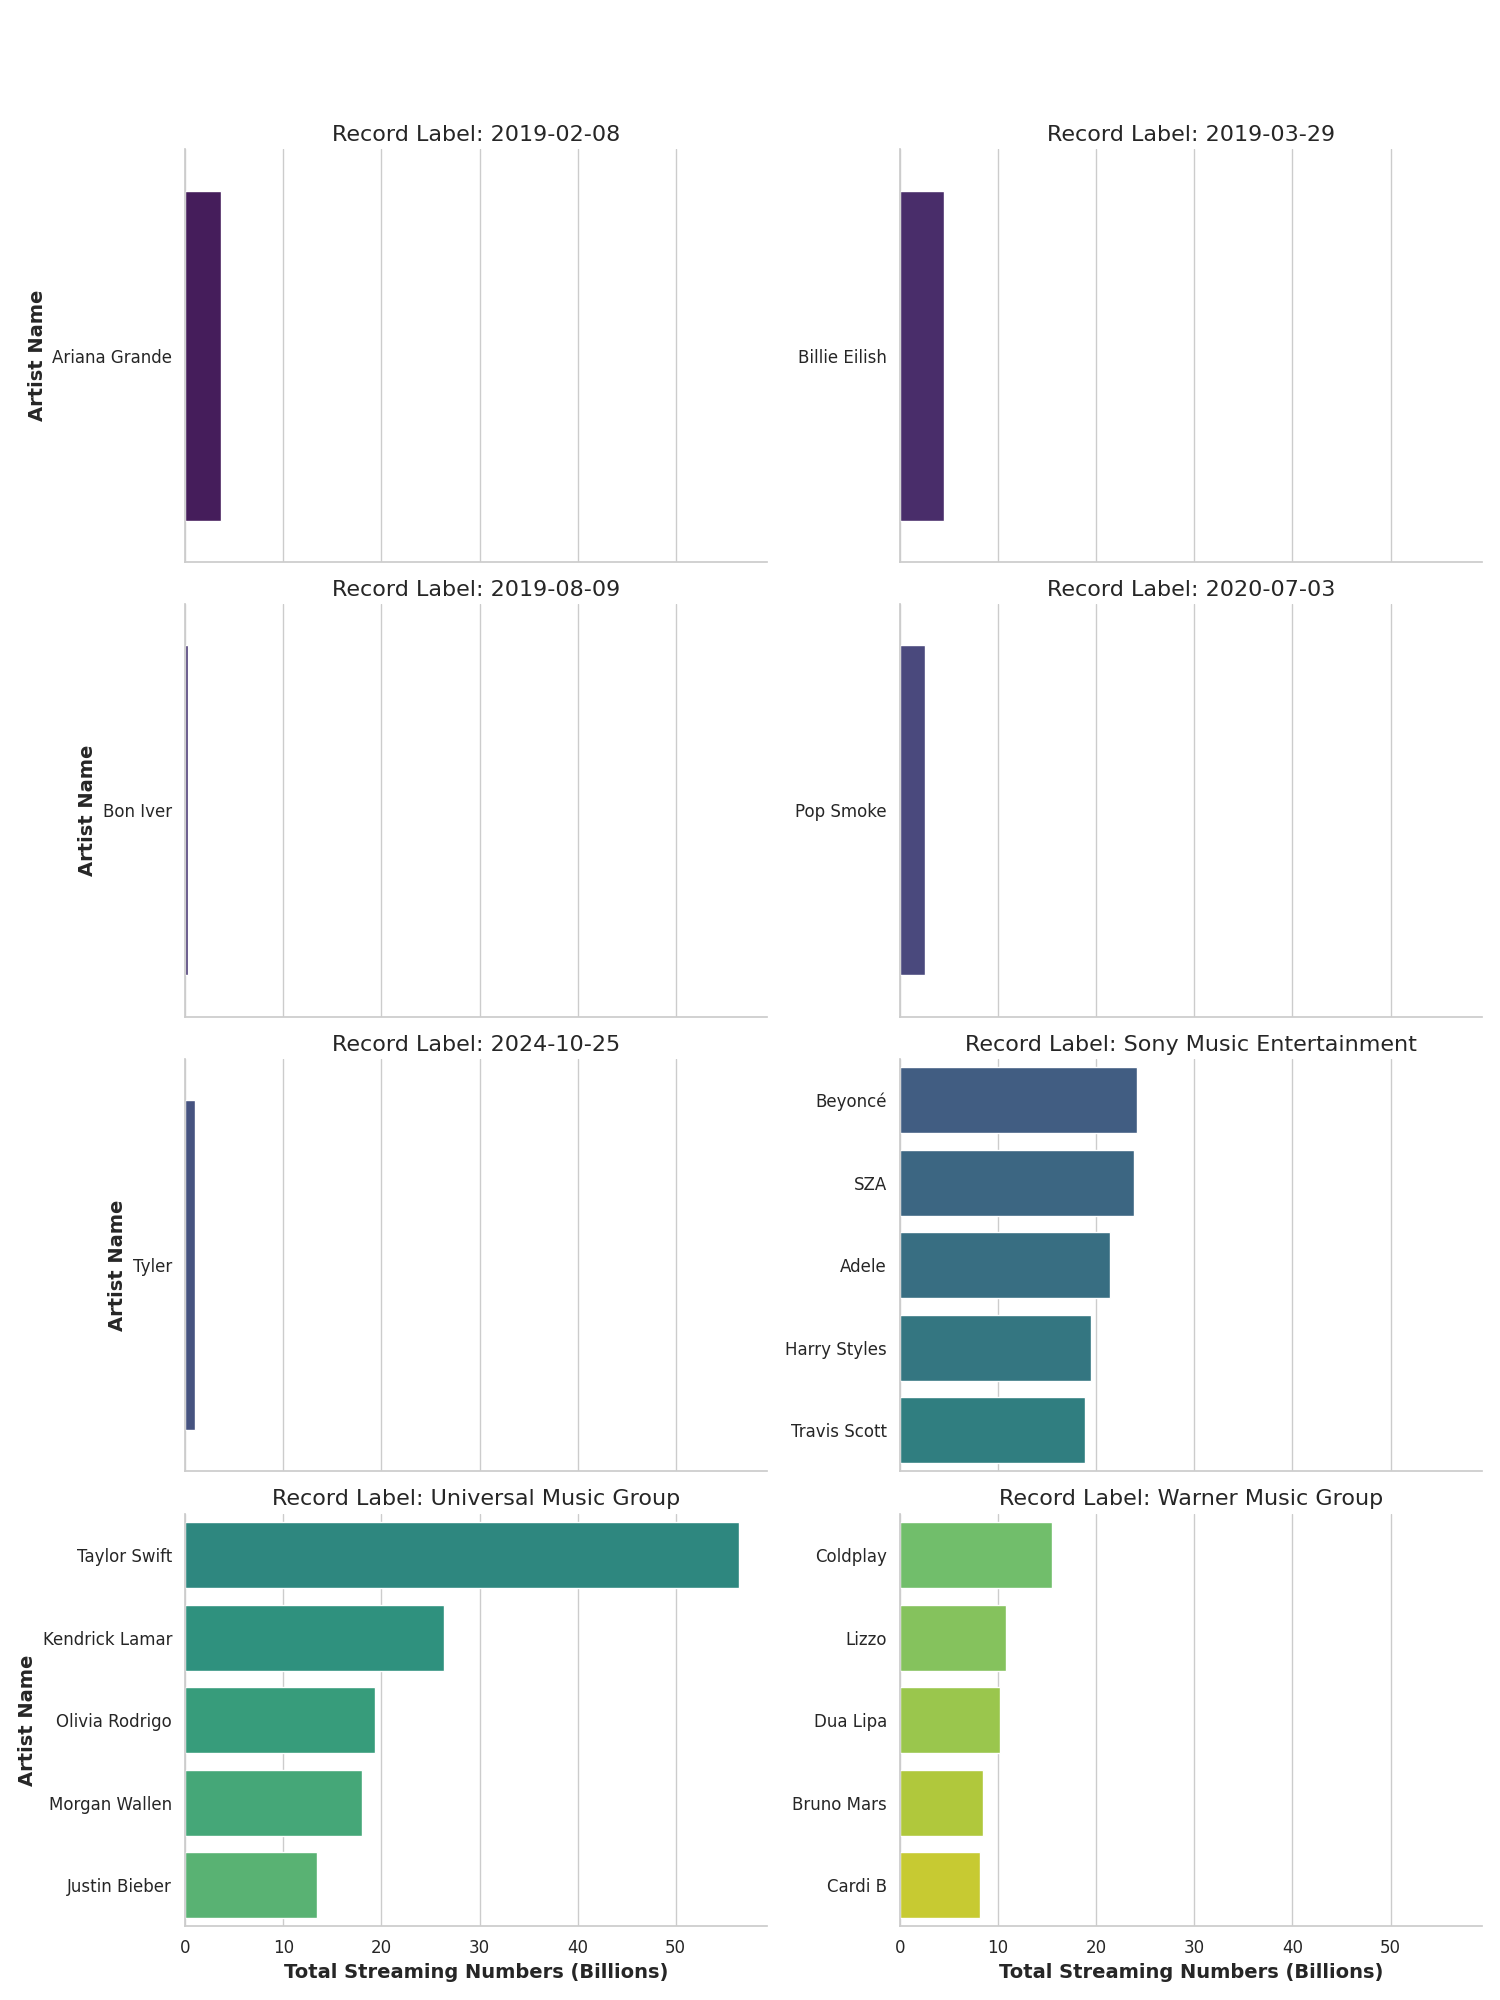 Record Label: 2019-02-08
Artist Name
Ariana Grande
Record Label: 2019-03-29
Billie Eilish
Record Label: 2019-08-09
Artist Name
Bon Iver
Record Label: 2020-07-03
Pop Smoke
Record Label: 2024-10-25
Artist Name
Tyler
Record Label: Sony Music Entertainment
Beyoncé
SZA
Adele
Harry Styles
Travis Scott
Record Label: Universal Music Group
Artist Name
Taylor Swift
Kendrick Lamar
Olivia Rodrigo
Morgan Wallen
Justin Bieber
0 10 20 30 40 50
Total Streaming Numbers (Billions)
Record Label: Warner Music Group
Coldplay
Lizzo
Dua Lipa
Bruno Mars
Cardi B
0 10 20 30 40 50
Total Streaming Numbers (Billions)